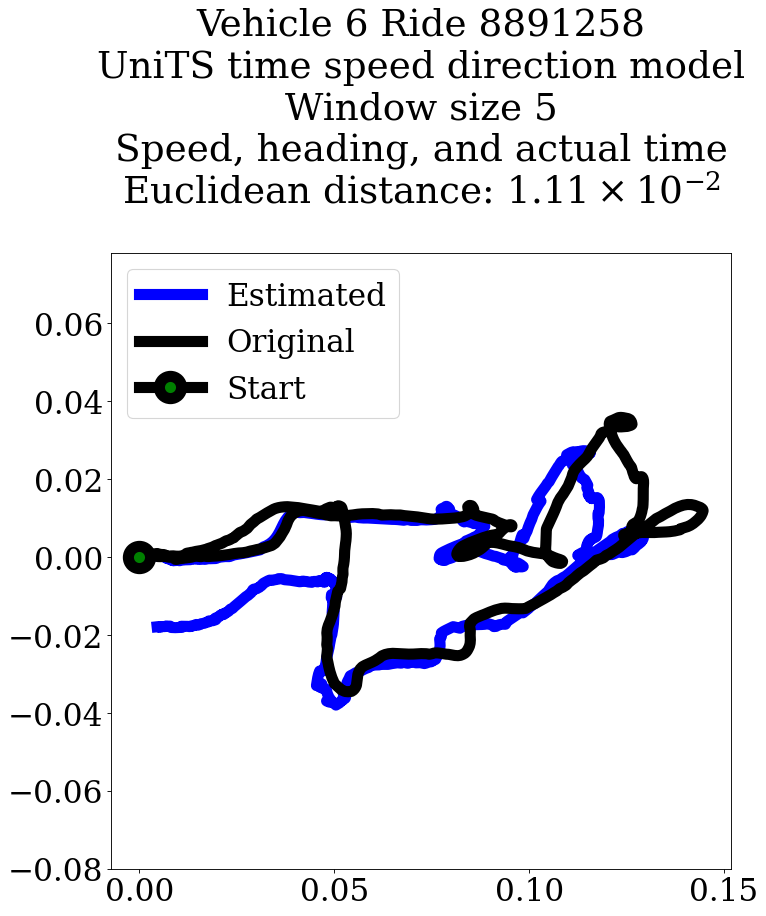 Vehicle 6 Ride 8891258
UniTS time speed direction model
Window size 5
Speed, heading, and actual time
Euclidean distance: 1.11 × 10⁻²
Estimated
Original
Start
0.06
0.04
0.02
0.00
−0.02
−0.04
−0.06
−0.08
0.00 0.05 0.10 0.15